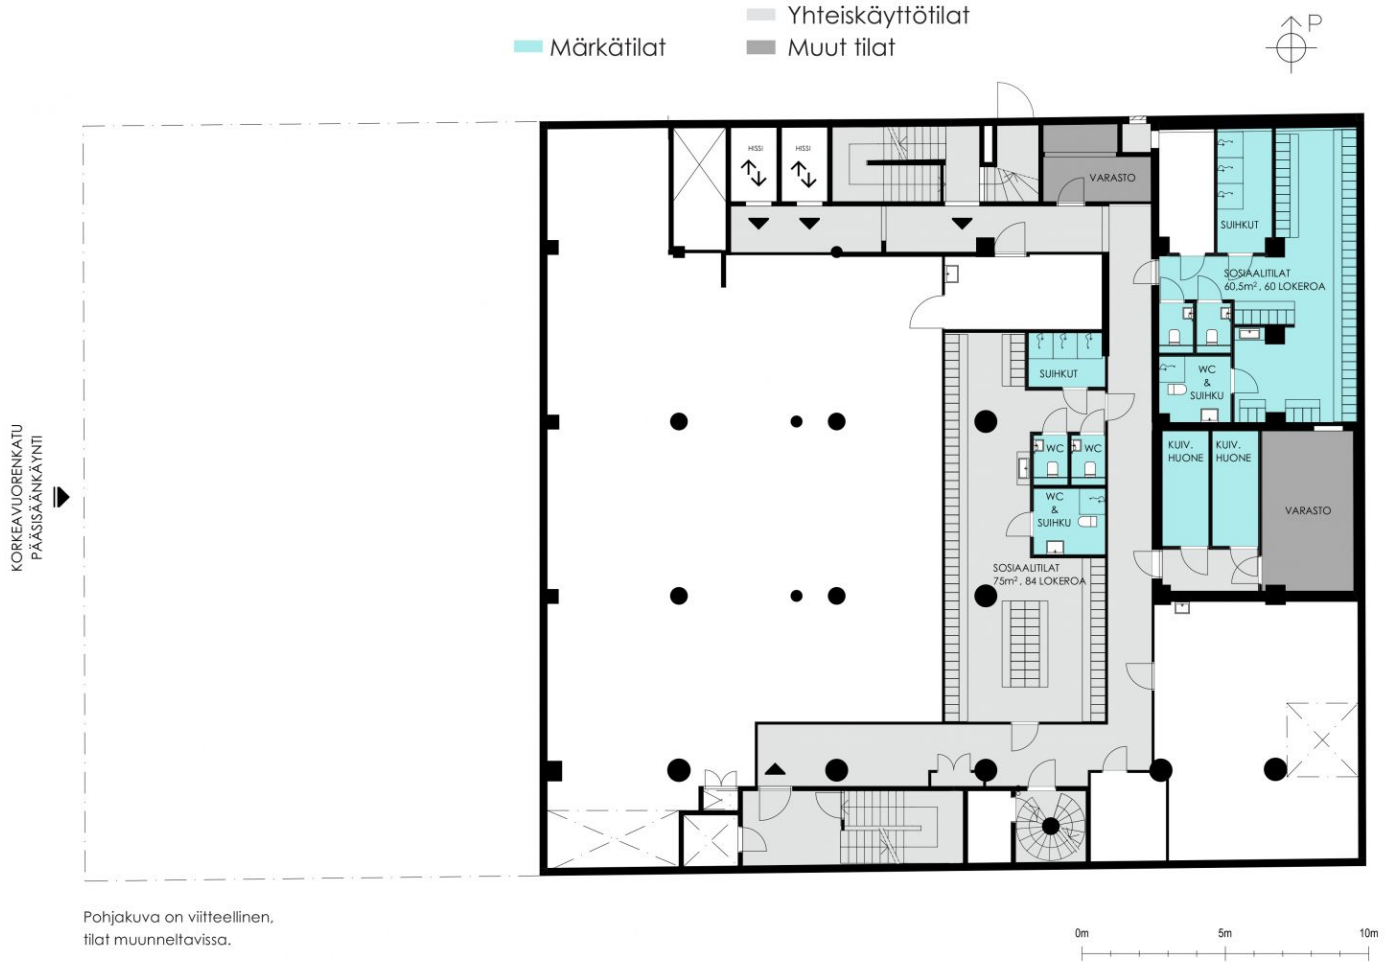 Yhteiskäyttötilat
Märkätilat
Muut tilat
P
HISSI
HISSI
VARASTO
SUIHKUT
SOSIAALITILAT
60,5m², 60 LOKEROA
WC
&
SUIHKU
SUIHKUT
WC
WC
WC
&
SUIHKU
KUIV.
HUONE
KUIV.
HUONE
VARASTO
SOSIAALITILAT
75m², 84 LOKEROA
KORKEAVUORENKATU
PÄÄSISÄÄNKÄYNTI
Pohjakuva on viitteellinen,
tilat muunneltavissa.
0m
5m
10m